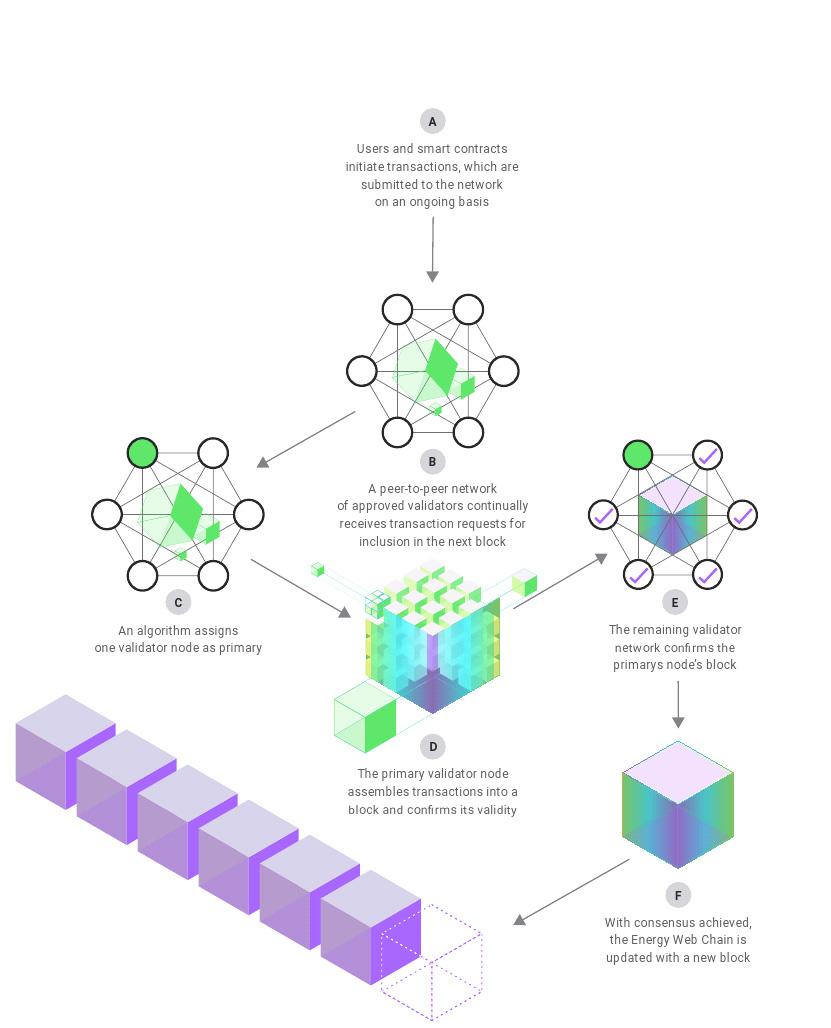 A
Users and smart contracts
initiate transactions, which are
submitted to the network
on an ongoing basis
B
A peer-to-peer network
of approved validators continually
receives transaction requests for
inclusion in the next block
C
An algorithm assigns
one validator node as primary
D
The primary validator node
assembles transactions into a
block and confirms its validity
E
The remaining validator
network confirms the
primarys node's block
F
With consensus achieved,
the Energy Web Chain is
updated with a new block